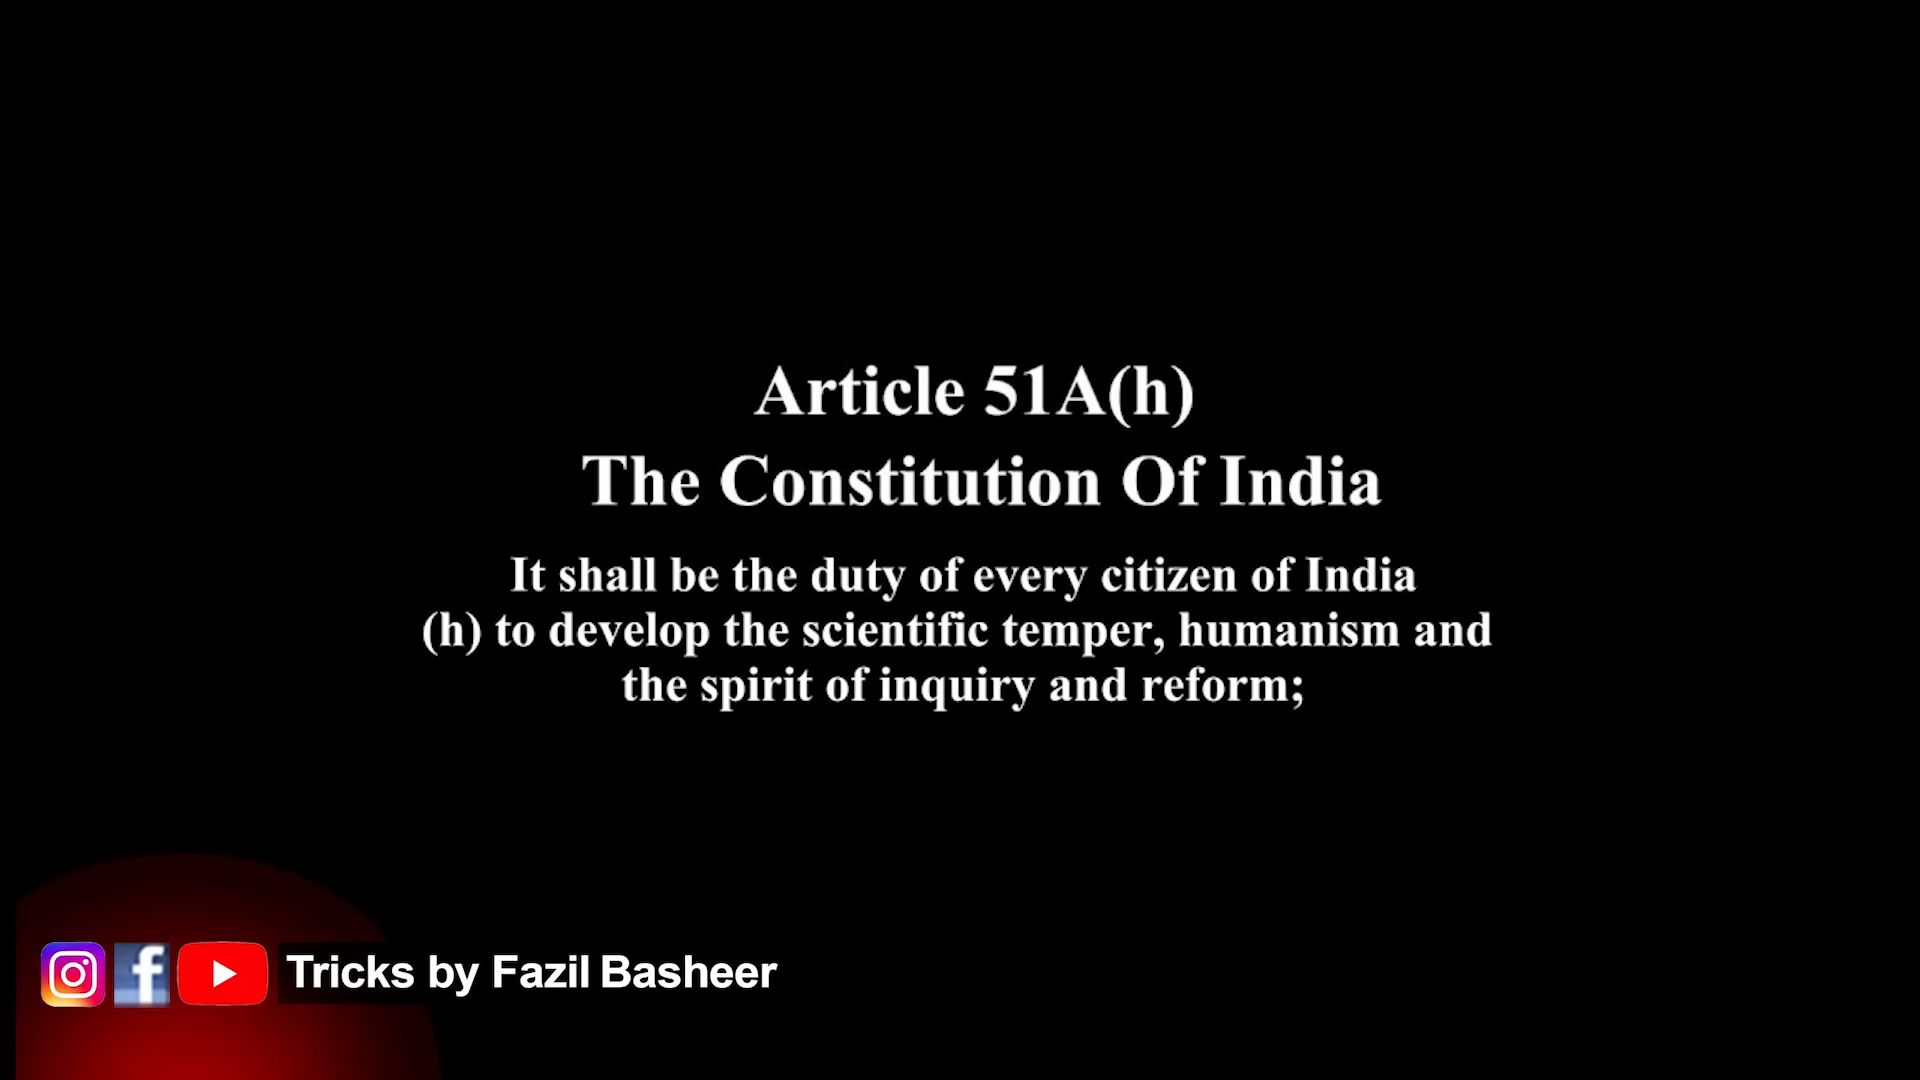 Article 51A(h)
The Constitution Of India
It shall be the duty of every citizen of India
(h) to develop the scientific temper, humanism and
the spirit of inquiry and reform;
Tricks by Fazil Basheer